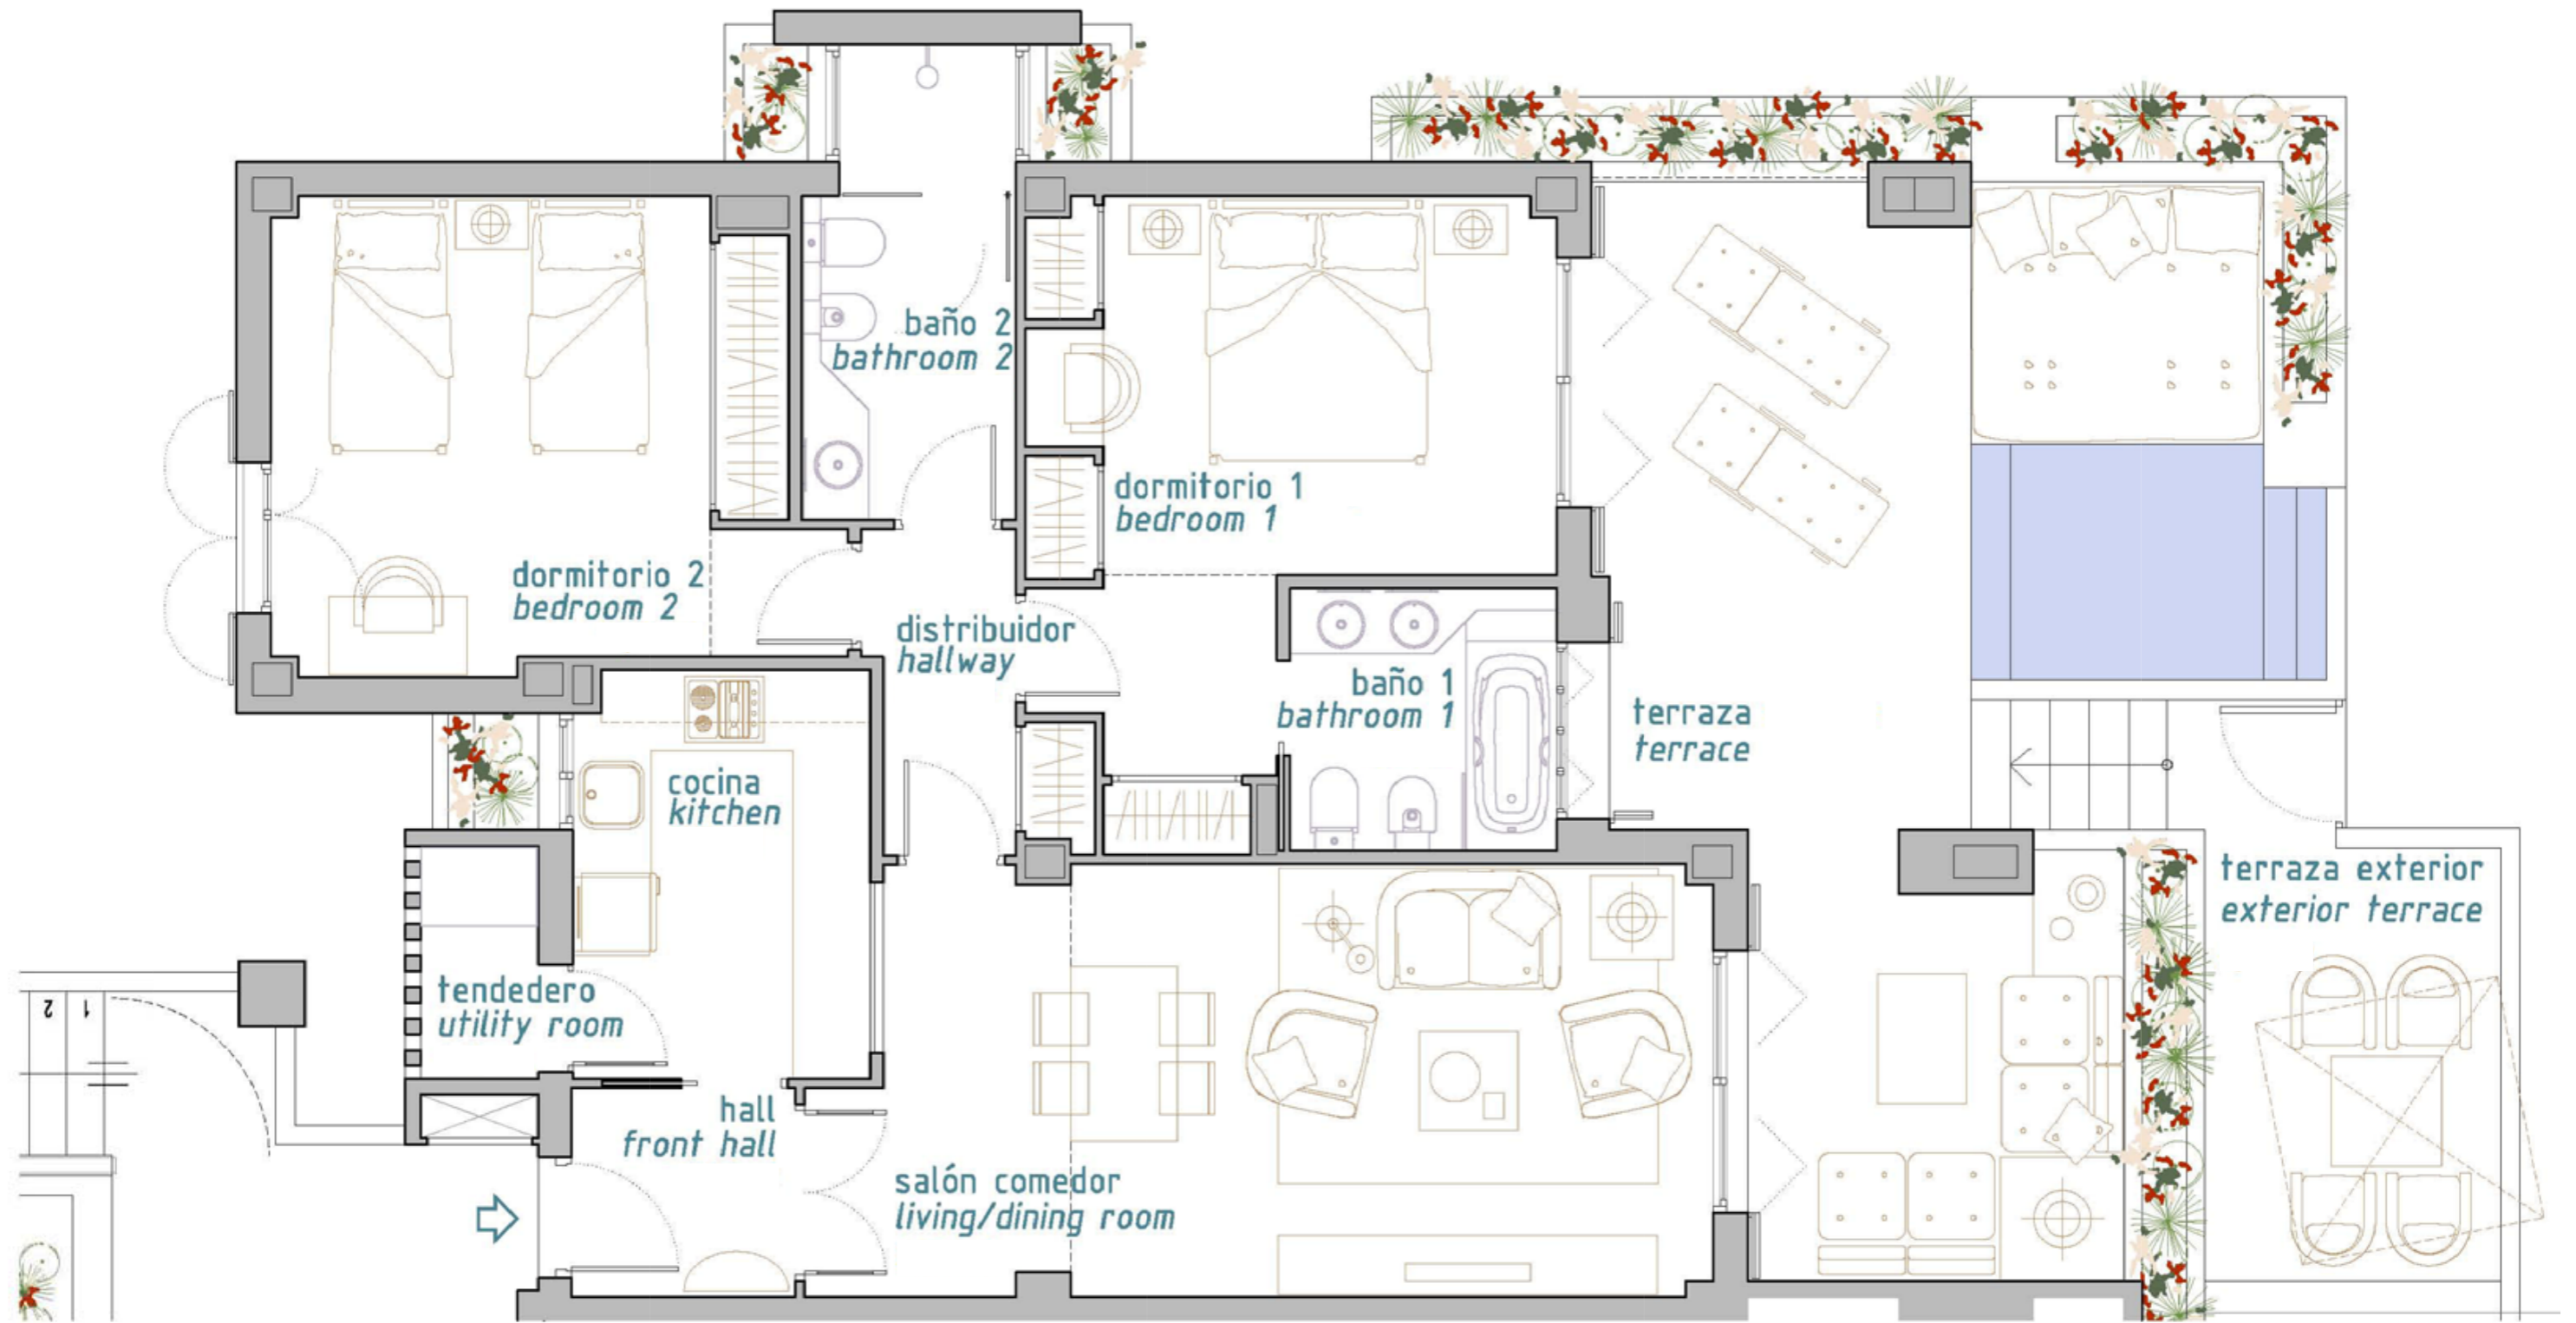 baño 2
bathroom 2
dormitorio 1
bedroom 1
dormitorio 2
bedroom 2
distribuidor
hallway
baño 1
bathroom 1
terraza
terrace
cocina
kitchen
terraza exterior
exterior terrace
tendedero
utility room
2 1
hall
front hall
salón comedor
living/dining room